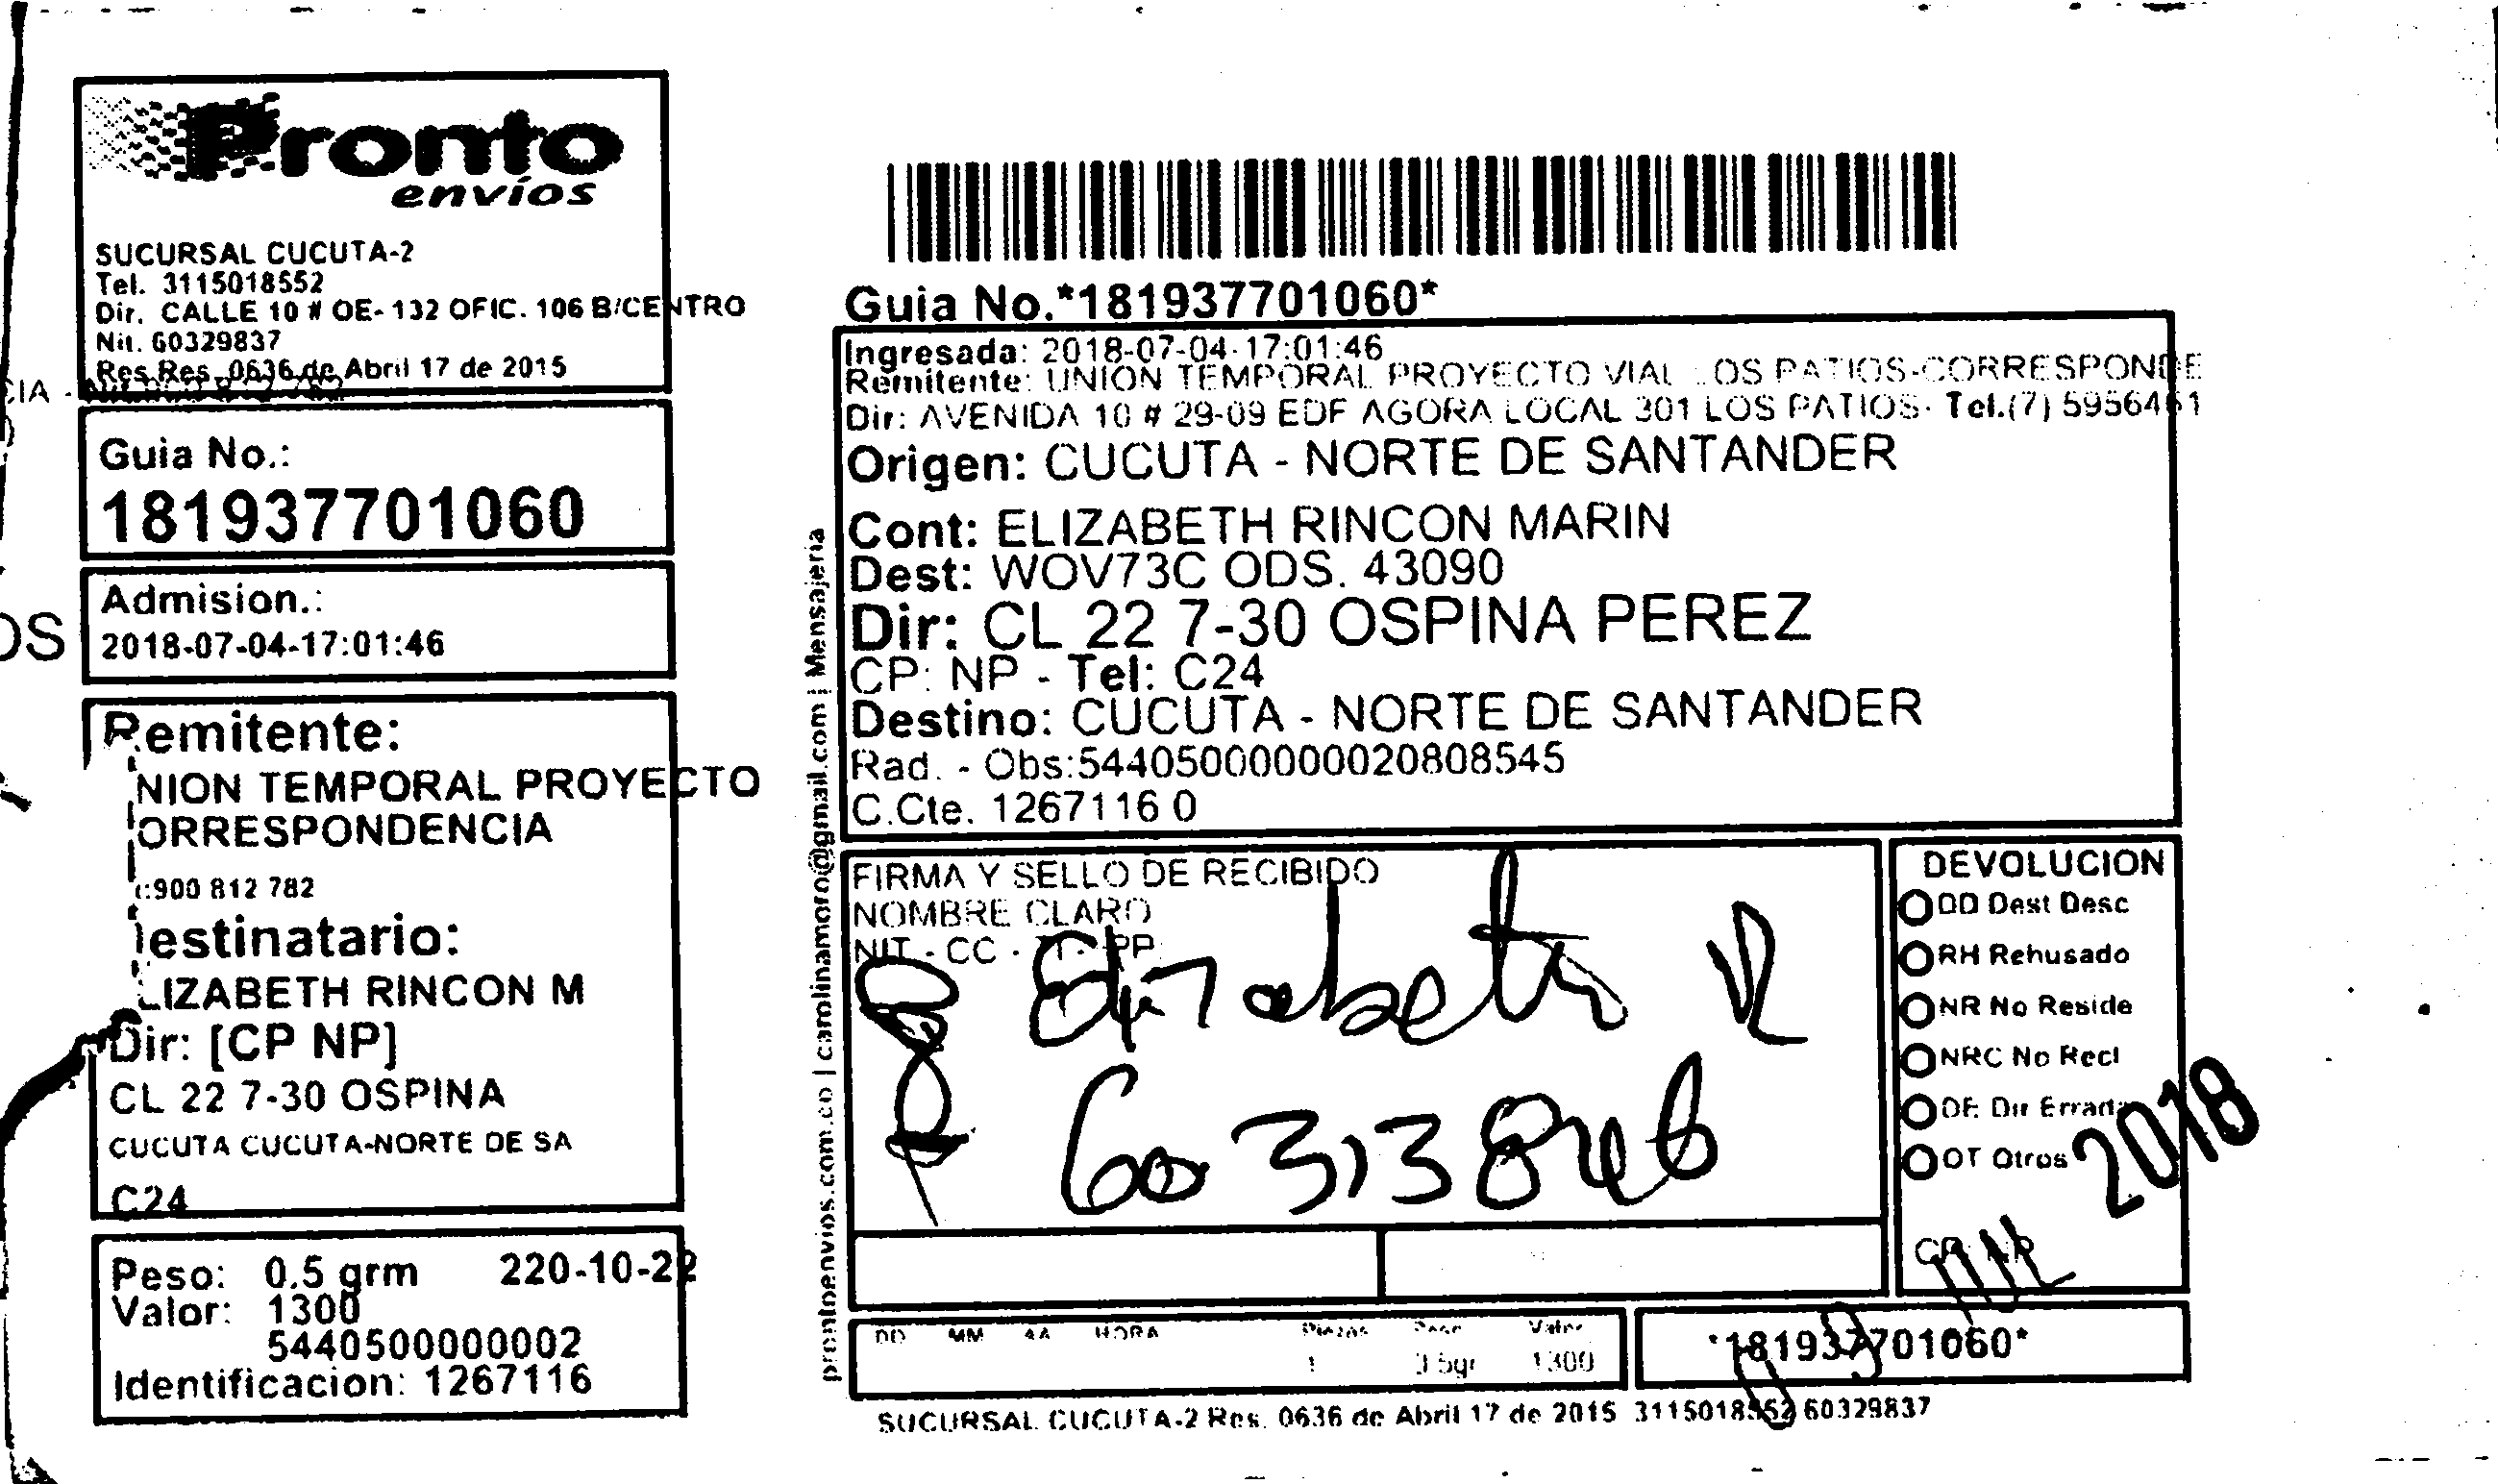 Pronto
envíos
SUCURSAL CUCUTA-2
Tel. 3115018552
Dir. CALLE 10 # OE-132 OFIC. 106 B/CENTRO
Nit. 60329837
Res Res. 0636 de Abril 17 de 2015
CIA -
Guia No.:
181937701060
Admision.:
2018-07-04-17:01:46
OS
Remitente:
NION TEMPORAL PROYECTO
ORRESPONDENCIA
:900 812 782
estinatario:
LIZABETH RINCON M
Dir: [CP NP]
CL 22 7-30 OSPINA
CUCUTA CUCUTA-NORTE DE SA
C24
Peso: 0.5 grm 220-10-22
Valor: 1300
5440500000002
Identificacion: 1267116
prontoenvios.com.co | carolinamoro@gmail.com | Mensajeria
Guia No.*181937701060*
Ingresada: 2018-07-04-17:01:46
Remitente: UNION TEMPORAL PROYECTO VIAL LOS PATIOS-CORRESPONDE
Dir: AVENIDA 10 # 29-09 EDF AGORA LOCAL 301 LOS PATIOS- Tel.(7) 5956461
Origen: CUCUTA - NORTE DE SANTANDER
Cont: ELIZABETH RINCON MARIN
Dest: WOV73C ODS. 43090
Dir: CL 22 7-30 OSPINA PEREZ
CP: NP - Tel: C24
Destino: CUCUTA - NORTE DE SANTANDER
Rad. - Obs:544050000000020808545
C.Cte. 1267116 0
FIRMA Y SELLO DE RECIBIDO
NOMBRE CLARO
NIT - CC - TI - PP
Elizabeth R
DEVOLUCION
DD Dest Desc
RH Rehusado
NR No Reside
NRC No Recl
DE Dir Errada
OT Otros
2018
CP: NP
DD MM AA HORA Piezas Peso Valor
1 0.5gr 1300
*181937701060*
SUCURSAL CUCUTA-2 Res. 0636 de Abril 17 de 2015 3115018552 60329837